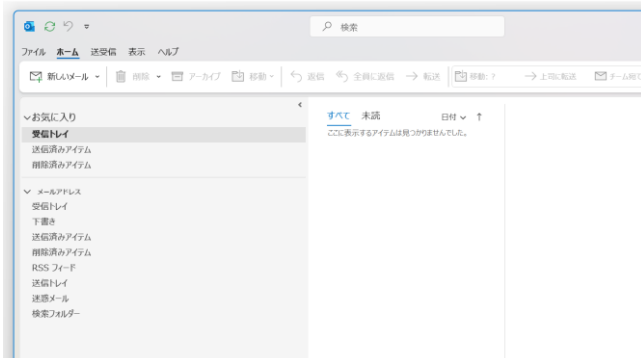 検索
ファイル ホーム 送受信 表示 ヘルプ
新しいメール 削除 アーカイブ 移動 返信 全員に返信 転送 移動: ? 上司に転送 チーム宛て
お気に入り
受信トレイ
送信済みアイテム
削除済みアイテム
すべて 未読 日付
ここに表示するアイテムは見つかりませんでした。
メールアドレス
受信トレイ
下書き
送信済みアイテム
削除済みアイテム
RSS フィード
送信トレイ
迷惑メール
検索フォルダー